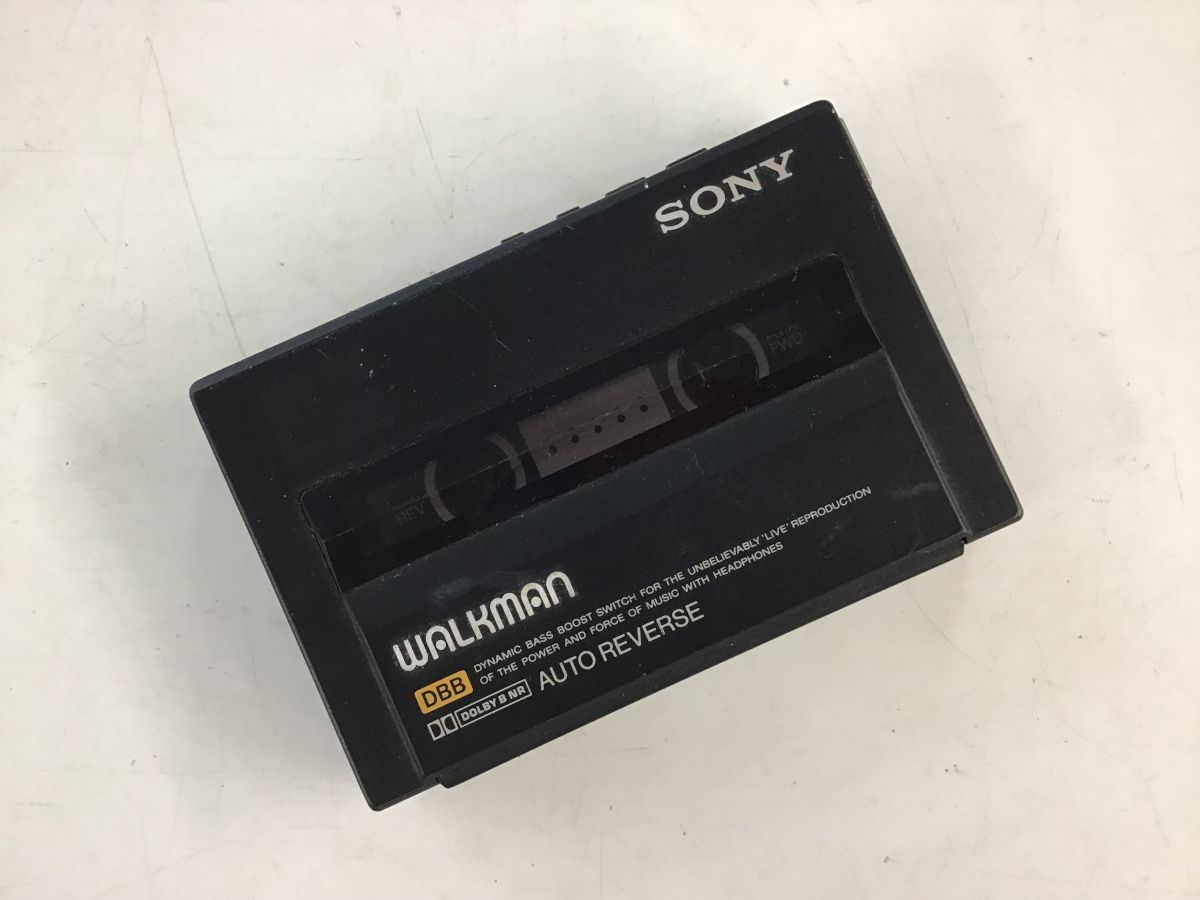 SONY
FWD
REV
WALKMAN
DBB
DYNAMIC BASS BOOST SWITCH FOR THE UNBELIEVABLY 'LIVE' REPRODUCTION
OF THE POWER AND FORCE OF MUSIC WITH HEADPHONES
DOLBY B NR
AUTO REVERSE